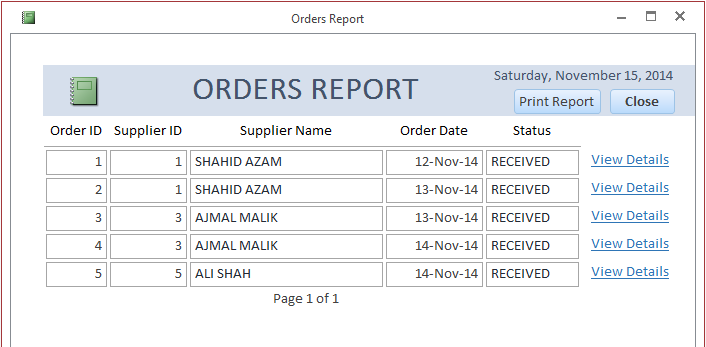 Orders Report
Saturday, November 15, 2014
ORDERS REPORT
Print Report Close
Order ID Supplier ID Supplier Name Order Date Status
1 1 SHAHID AZAM 12-Nov-14 RECEIVED View Details
2 1 SHAHID AZAM 13-Nov-14 RECEIVED View Details
3 3 AJMAL MALIK 13-Nov-14 RECEIVED View Details
4 3 AJMAL MALIK 14-Nov-14 RECEIVED View Details
5 5 ALI SHAH 14-Nov-14 RECEIVED View Details
Page 1 of 1